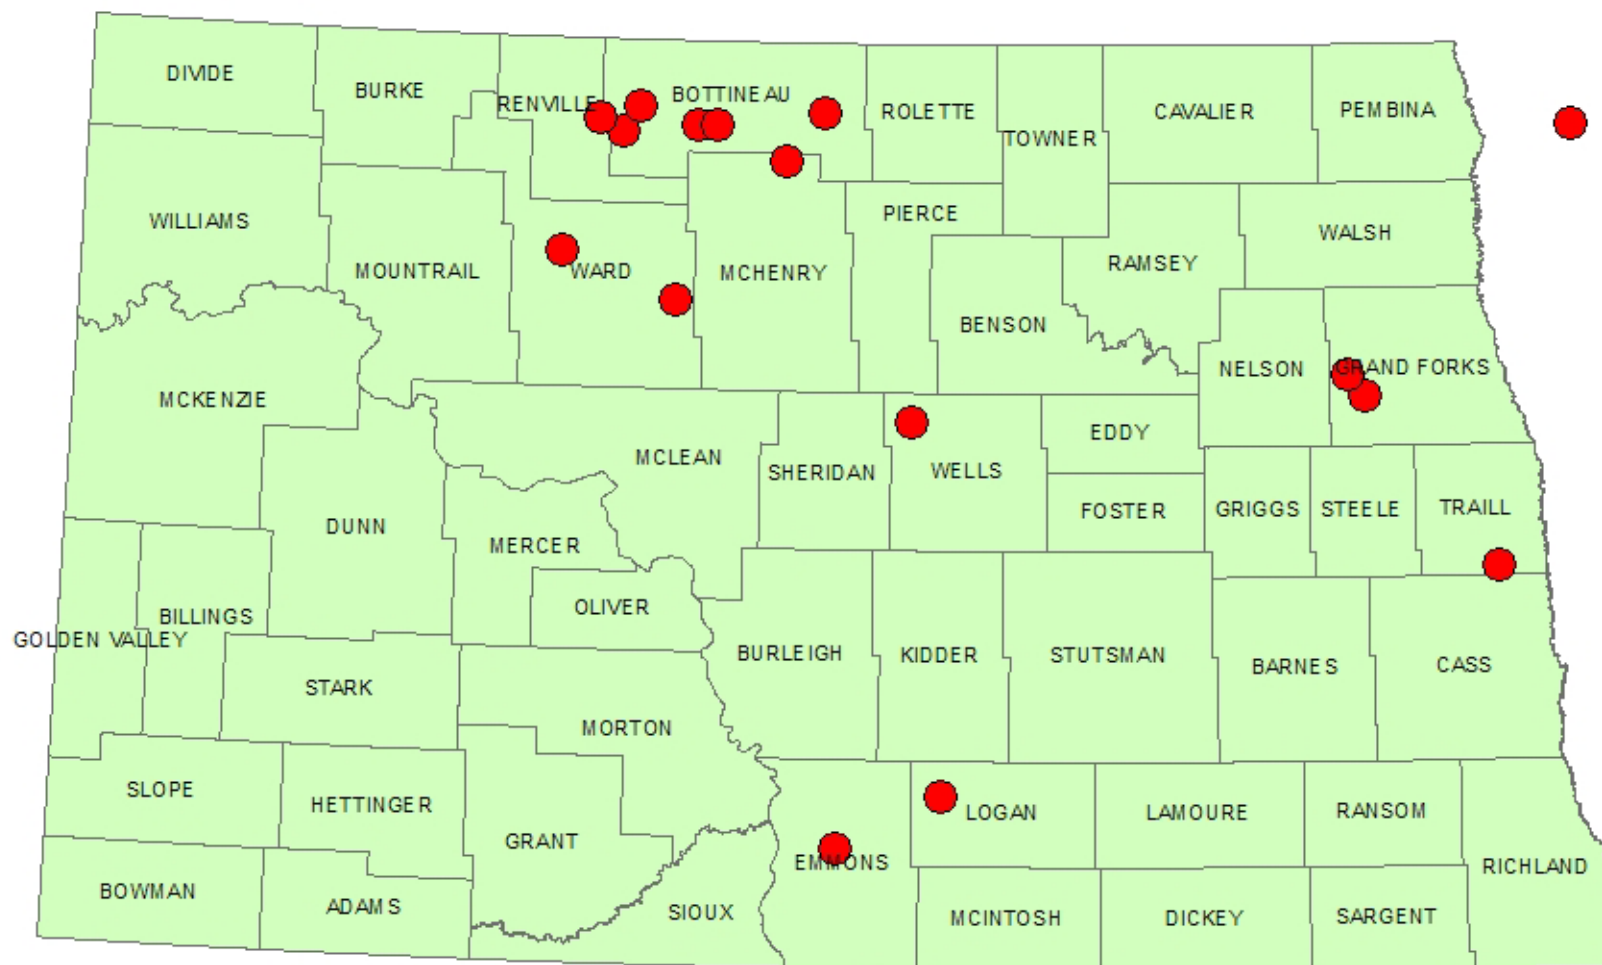 DIVIDE
BURKE
RENVILLE
BOTTINEAU
ROLETTE
TOWNER
CAVALIER
PEMBINA
WILLIAMS
MOUNTRAIL
WARD
MCHENRY
PIERCE
BENSON
RAMSEY
WALSH
MCKENZIE
MCLEAN
SHERIDAN
WELLS
EDDY
FOSTER
NELSON
GRAND FORKS
DUNN
MERCER
OLIVER
GRIGGS
STEELE
TRAILL
GOLDEN VALLEY
BILLINGS
STARK
MORTON
BURLEIGH
KIDDER
STUTSMAN
BARNES
CASS
SLOPE
HETTINGER
GRANT
EMMONS
LOGAN
LAMOURE
RANSOM
RICHLAND
BOWMAN
ADAMS
SIOUX
MCINTOSH
DICKEY
SARGENT